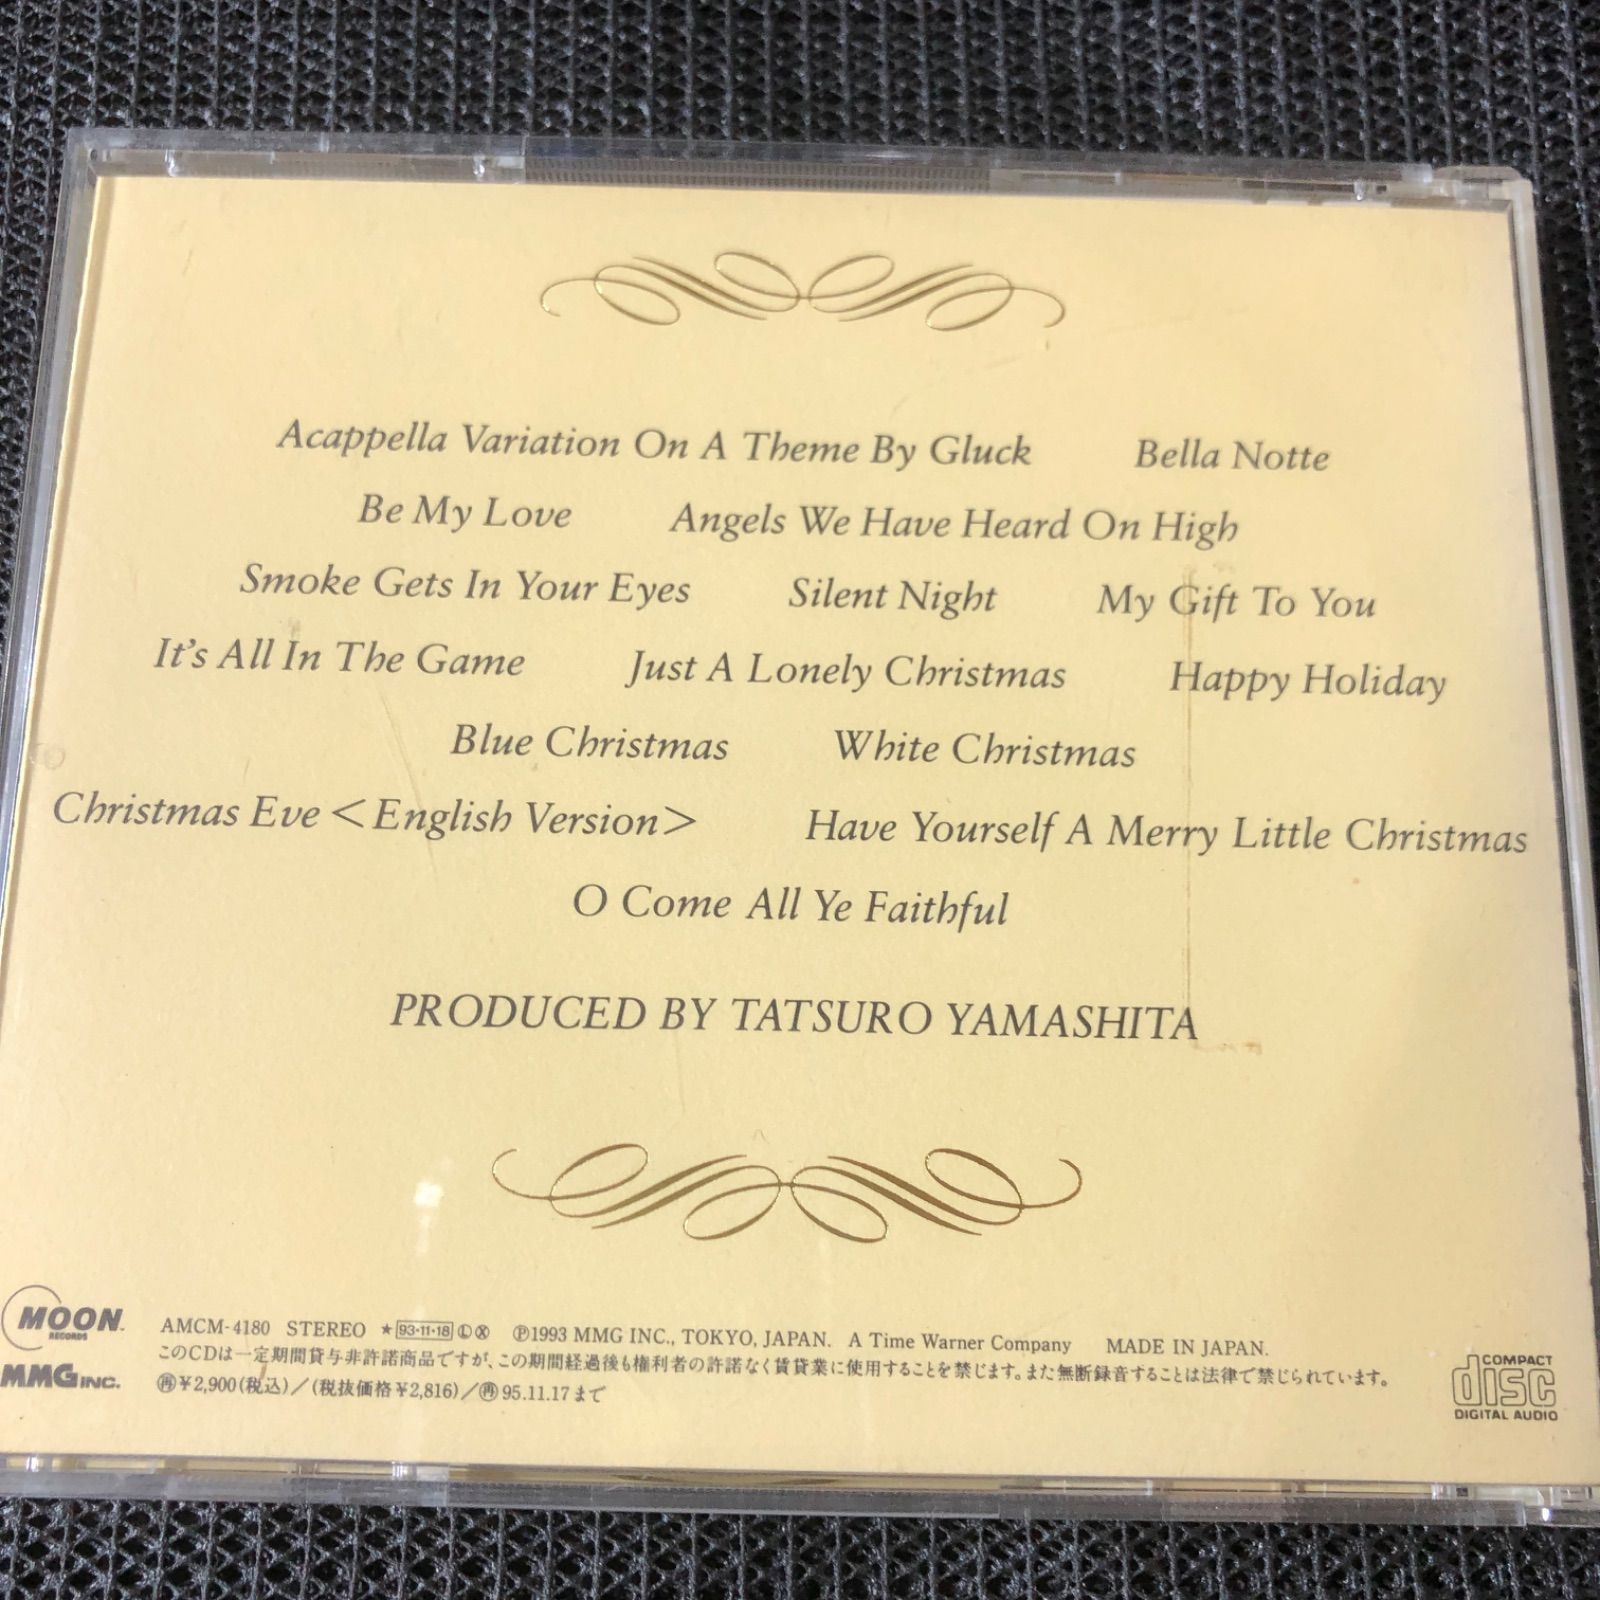 Acappella Variation On A Theme By Gluck Bella Notte
Be My Love Angels We Have Heard On High
Smoke Gets In Your Eyes Silent Night My Gift To You
It's All In The Game Just A Lonely Christmas Happy Holiday
Blue Christmas White Christmas
Christmas Eve <English Version> Have Yourself A Merry Little Christmas
O Come All Ye Faithful
PRODUCED BY TATSURO YAMASHITA
MOON
RECORDS
MMG INC.
AMCM-4180 STEREO ★93·11·18ⓁⓍ Ⓟ1993 MMG INC., TOKYO, JAPAN. A Time Warner Company MADE IN JAPAN.
このCDは一定期間貸与非許諾商品ですが、この期間経過後も権利者の許諾なく賃貸業に使用することを禁じます。また無断録音することは法律で禁じられています。
㊢¥2,900(税込)/(税抜価格¥2,816)/㊢95.11.17まで
COMPACT
disc
DIGITAL AUDIO